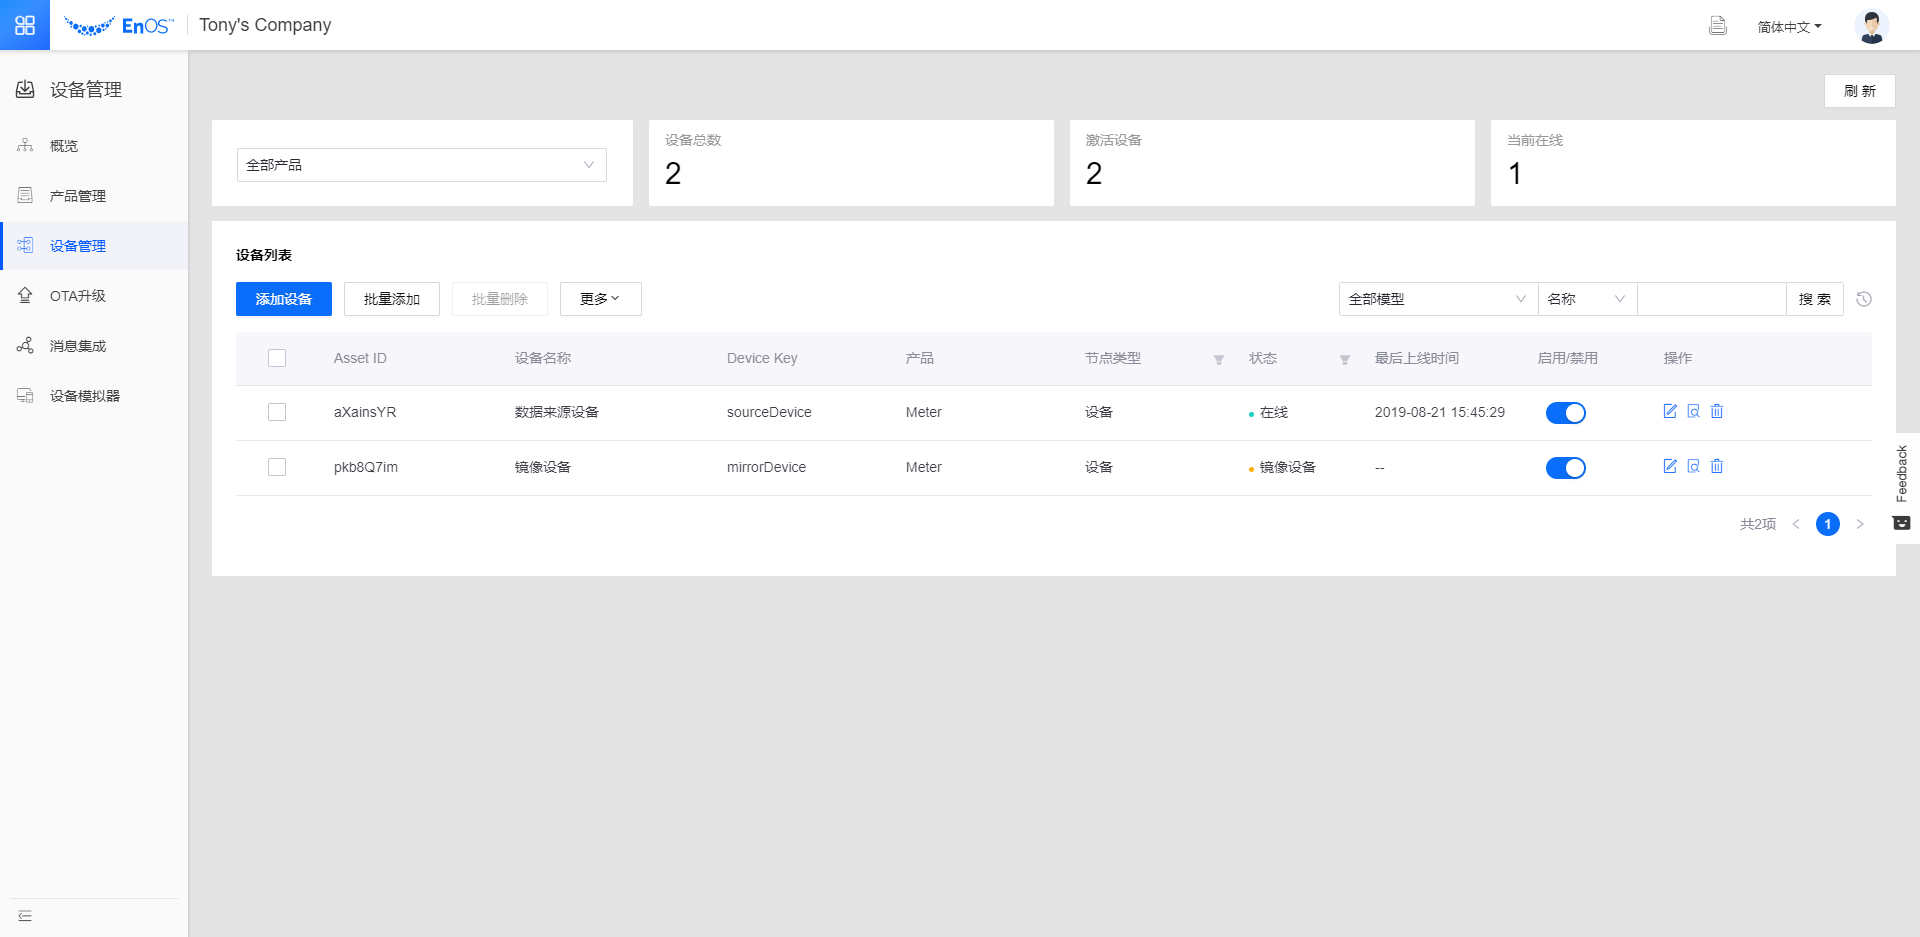 EnOS™
Tony's Company
简体中文
设备管理
概览
产品管理
设备管理
OTA升级
消息集成
设备模拟器
刷 新
全部产品
设备总数
2
激活设备
2
当前在线
1
设备列表
添加设备 批量添加 批量删除 更多 全部模型 名称 搜 索
Asset ID 设备名称 Device Key 产品 节点类型 状态 最后上线时间 启用/禁用 操作
aXainsYR 数据来源设备 sourceDevice Meter 设备 在线 2019-08-21 15:45:29
pkb8Q7im 镜像设备 mirrorDevice Meter 设备 镜像设备 --
共2项 < 1 >
Feedback